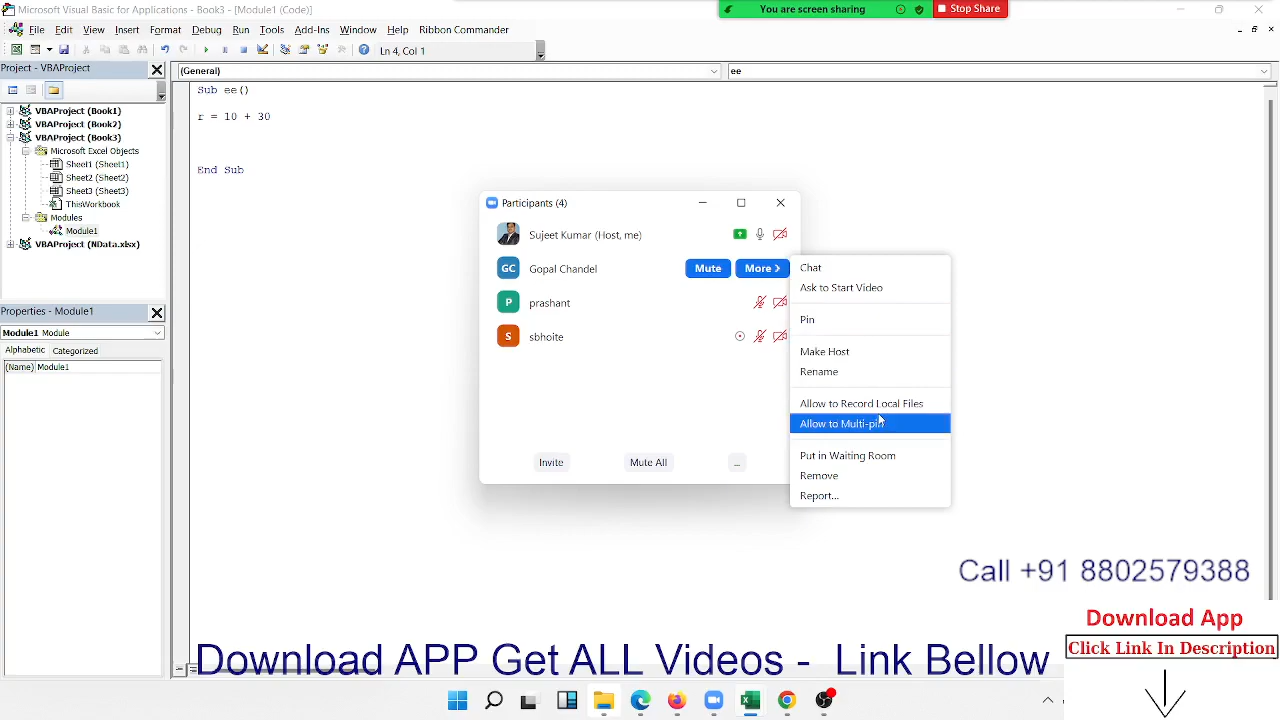 Microsoft Visual Basic for Applications - Book3 - [Module1 (Code)]
You are screen sharing
Stop Share
File Edit View Insert Format Debug Run Tools Add-Ins Window Help Ribbon Commander
Ln 4, Col 1
Project - VBAProject
(General)
ee
VBAProject (Book1)
VBAProject (Book2)
VBAProject (Book3)
Microsoft Excel Objects
Sheet1 (Sheet1)
Sheet2 (Sheet2)
Sheet3 (Sheet3)
ThisWorkbook
Modules
Module1
VBAProject (NData.xlsx)
Properties - Module1
Module1 Module
Alphabetic Categorized
(Name) Module1
Sub ee()
r = 10 + 30
End Sub
Participants (4)
Sujeet Kumar (Host, me)
GC Gopal Chandel Mute More >
P prashant
S sbhoite
Invite Mute All ...
Chat
Ask to Start Video
Pin
Make Host
Rename
Allow to Record Local Files
Allow to Multi-pin
Put in Waiting Room
Remove
Report...
Call +91 8802579388
Download App
Click Link In Description
Download APP Get ALL Videos - Link Bellow